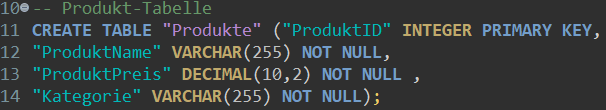 10 -- Produkt-Tabelle
11 CREATE TABLE "Produkte" ("ProduktID" INTEGER PRIMARY KEY,
12 "ProduktName" VARCHAR(255) NOT NULL,
13 "ProduktPreis" DECIMAL(10,2) NOT NULL ,
14 "Kategorie" VARCHAR(255) NOT NULL);